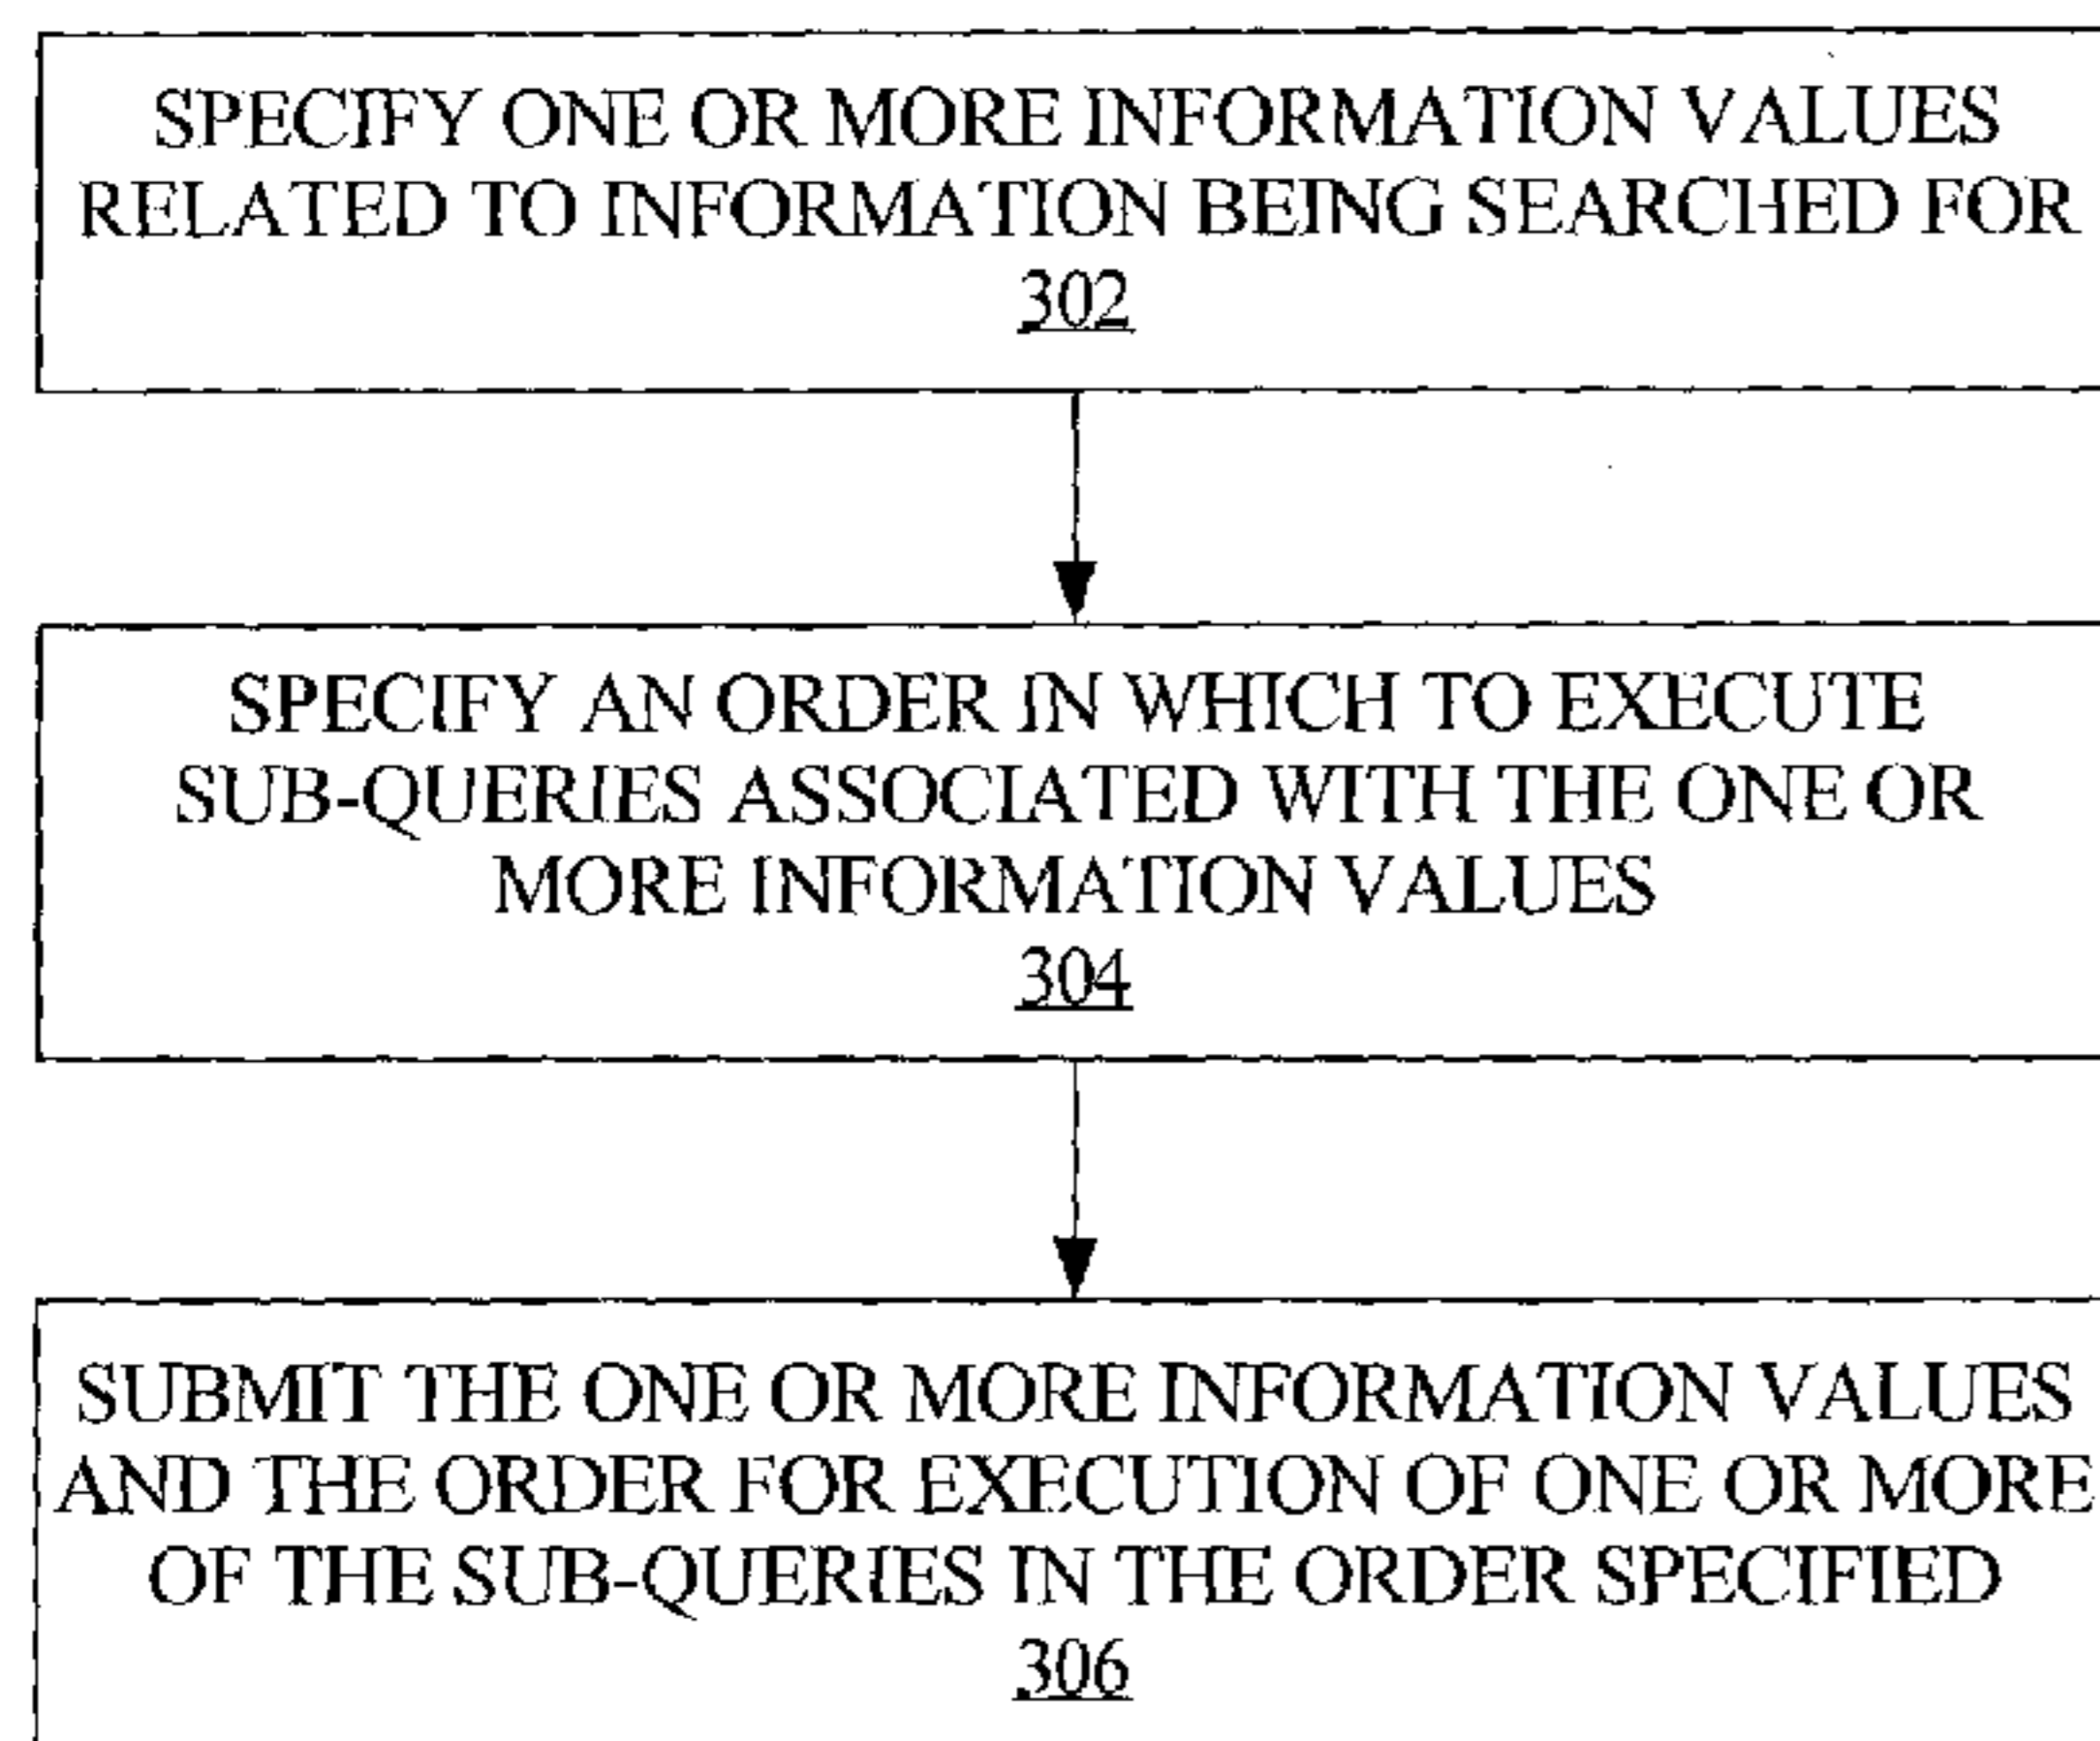 SPECIFY ONE OR MORE INFORMATION VALUES
RELATED TO INFORMATION BEING SEARCHED FOR
302
SPECIFY AN ORDER IN WHICH TO EXECUTE
SUB-QUERIES ASSOCIATED WITH THE ONE OR
MORE INFORMATION VALUES
304
SUBMIT THE ONE OR MORE INFORMATION VALUES
AND THE ORDER FOR EXECUTION OF ONE OR MORE
OF THE SUB-QUERIES IN THE ORDER SPECIFIED
306